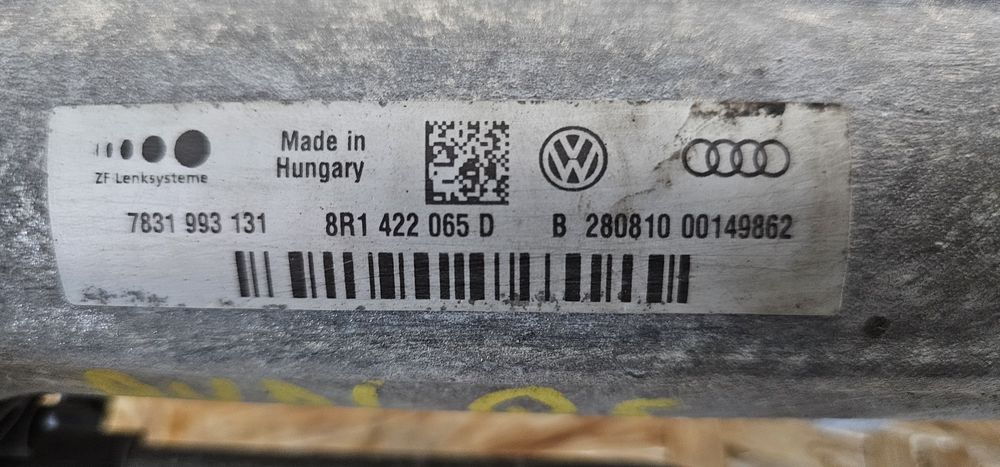 ZF Lenksysteme
Made in
Hungary
7831 993 131 8R1 422 065 D B 280810 00149862